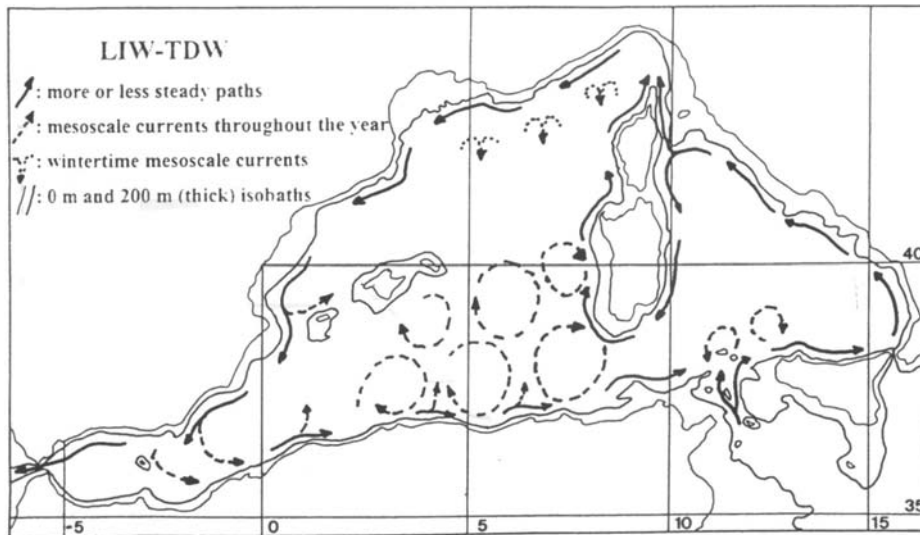 LIW-TDW
: more or less steady paths
: mesoscale currents throughout the year
: wintertime mesoscale currents
: 0 m and 200 m (thick) isobaths
40
35
-5
0
5
10
15